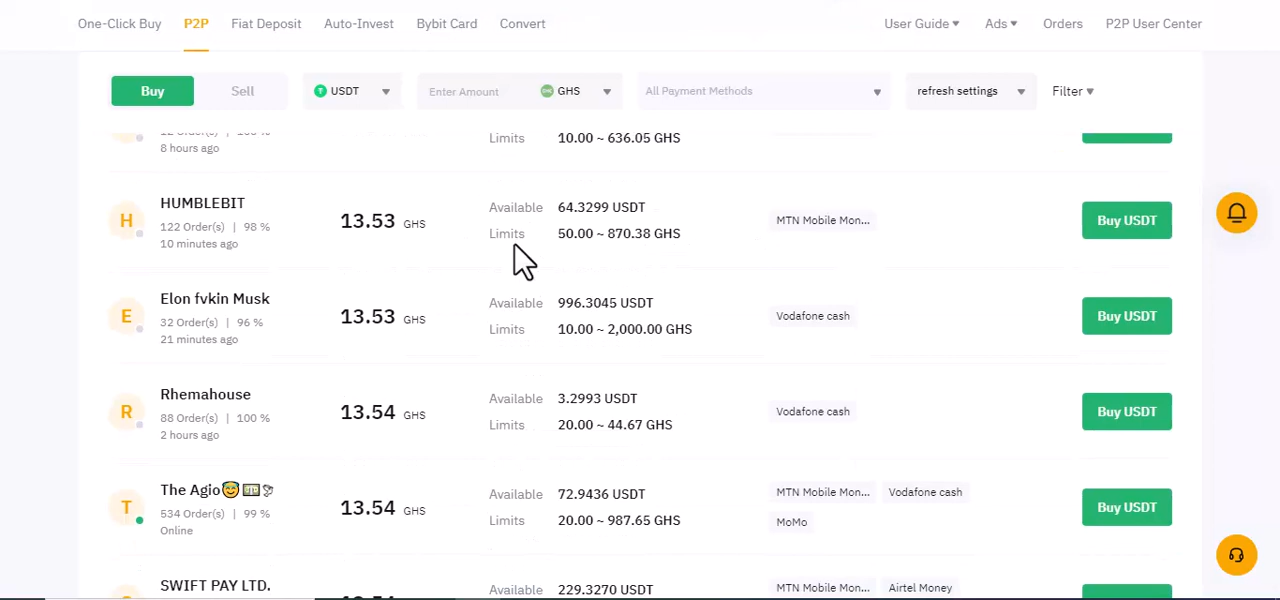 One-Click Buy P2P Fiat Deposit Auto-Invest Bybit Card Convert User Guide Ads Orders P2P User Center
Buy Sell USDT Enter Amount GHS All Payment Methods refresh settings Filter
Limits 10.00 ~ 636.05 GHS
8 hours ago
HUMBLEBIT
122 Order(s) | 98 %
10 minutes ago
13.53 GHS
Available 64.3299 USDT
Limits 50.00 ~ 870.38 GHS
MTN Mobile Mon...
Buy USDT
Elon fvkin Musk
32 Order(s) | 96 %
21 minutes ago
13.53 GHS
Available 996.3045 USDT
Limits 10.00 ~ 2,000.00 GHS
Vodafone cash
Buy USDT
Rhemahouse
88 Order(s) | 100 %
2 hours ago
13.54 GHS
Available 3.2993 USDT
Limits 20.00 ~ 44.67 GHS
Vodafone cash
Buy USDT
The Agio
534 Order(s) | 99 %
Online
13.54 GHS
Available 72.9436 USDT
Limits 20.00 ~ 987.65 GHS
MTN Mobile Mon... Vodafone cash
MoMo
Buy USDT
SWIFT PAY LTD.
Available 229.3270 USDT
MTN Mobile Mon... Airtel Money